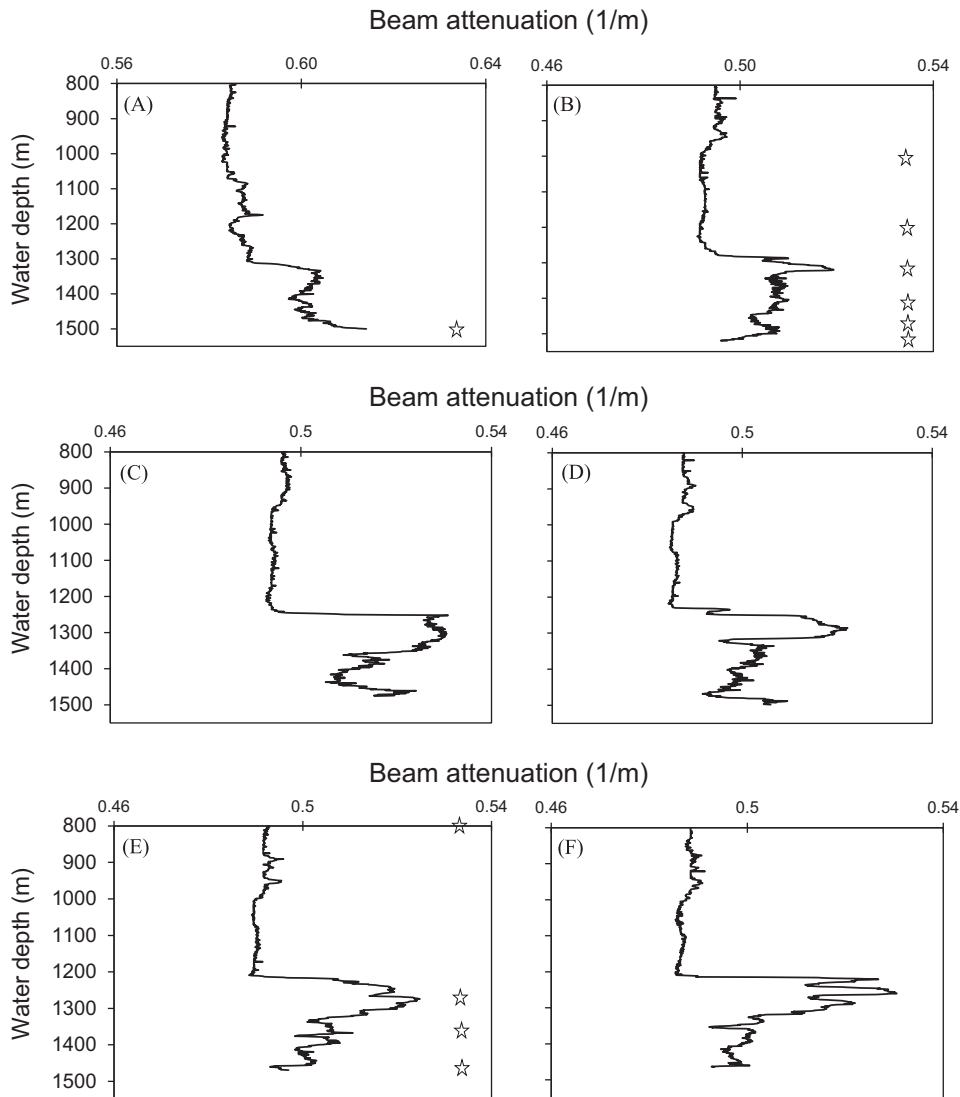 Beam attenuation (1/m)
0.56 0.60 0.64 0.46 0.50 0.54
Water depth (m)
800
900
1000
1100
1200
1300
1400
1500
(A)
(B)
Beam attenuation (1/m)
0.46 0.5 0.54 0.46 0.5 0.54
Water depth (m)
800
900
1000
1100
1200
1300
1400
1500
(C)
(D)
Beam attenuation (1/m)
0.46 0.5 0.54 0.46 0.5 0.54
Water depth (m)
800
900
1000
1100
1200
1300
1400
1500
(E)
(F)